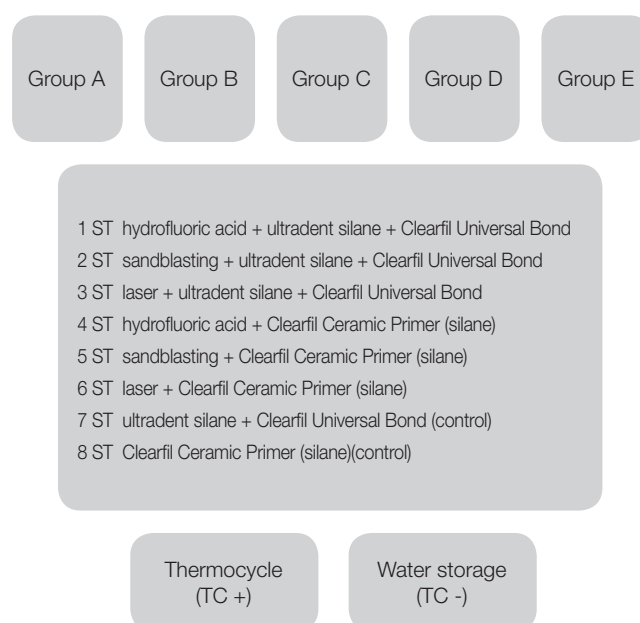 Group A Group B Group C Group D Group E
1 ST hydrofluoric acid + ultradent silane + Clearfil Universal Bond
2 ST sandblasting + ultradent silane + Clearfil Universal Bond
3 ST laser + ultradent silane + Clearfil Universal Bond
4 ST hydrofluoric acid + Clearfil Ceramic Primer (silane)
5 ST sandblasting + Clearfil Ceramic Primer (silane)
6 ST laser + Clearfil Ceramic Primer (silane)
7 ST ultradent silane + Clearfil Universal Bond (control)
8 ST Clearfil Ceramic Primer (silane)(control)
Thermocycle
(TC +)
Water storage
(TC -)